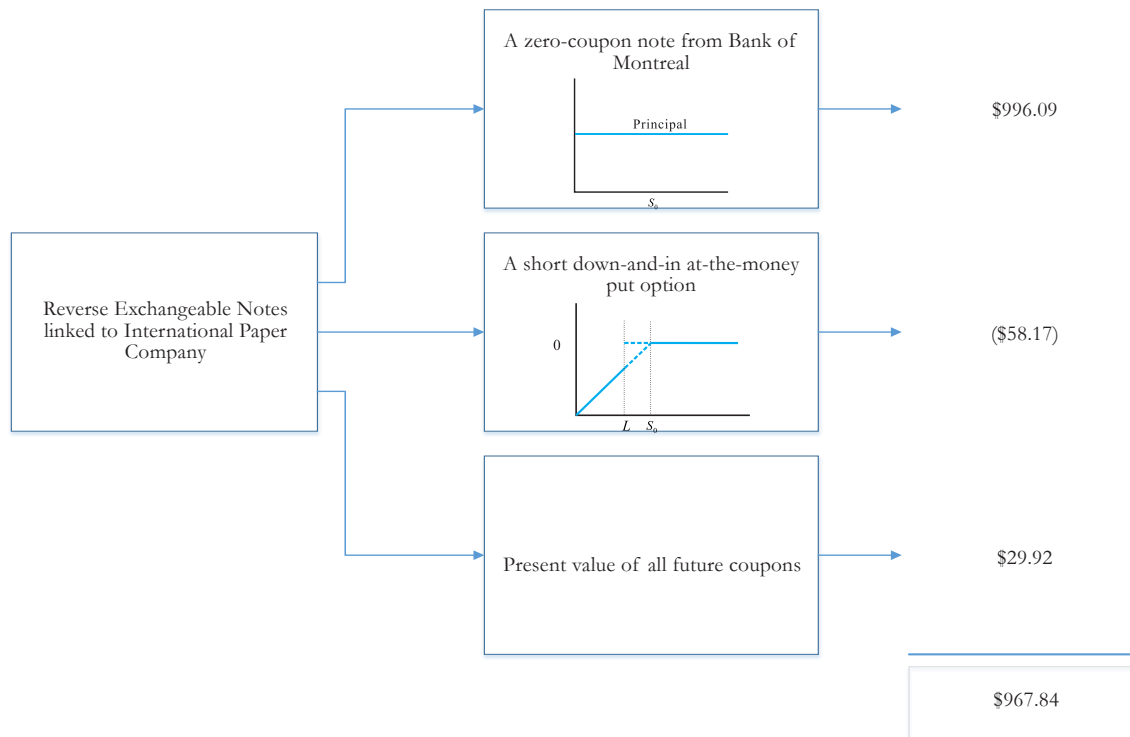 A zero-coupon note from Bank of
Montreal
Principal
S₀
$996.09
Reverse Exchangeable Notes
linked to International Paper
Company
A short down-and-in at-the-money
put option
0
L S₀
($58.17)
Present value of all future coupons
$29.92
$967.84